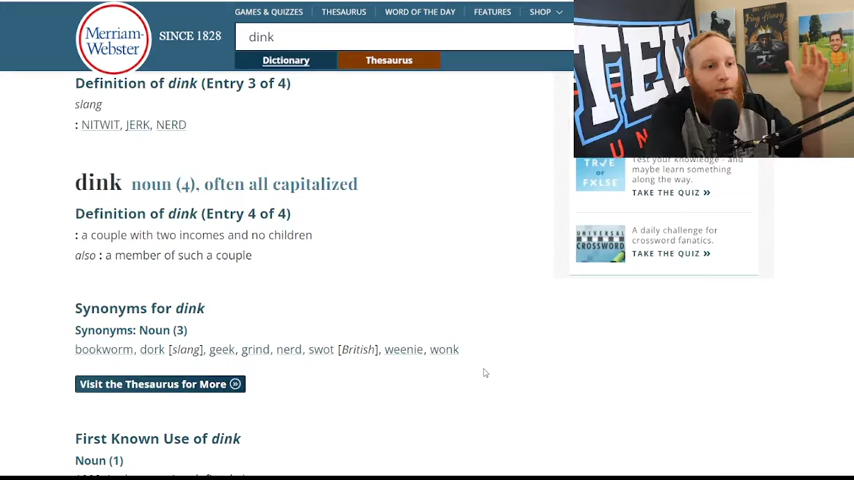 GAMES & QUIZZES THESAURUS WORD OF THE DAY FEATURES SHOP
Merriam-
Webster
SINCE 1828
dink
Dictionary Thesaurus
Definition of dink (Entry 3 of 4)
slang
: NITWIT, JERK, NERD
dink noun (4), often all capitalized
Definition of dink (Entry 4 of 4)
: a couple with two incomes and no children
also : a member of such a couple
Synonyms for dink
Synonyms: Noun (3)
bookworm, dork [slang], geek, grind, nerd, swot [British], weenie, wonk
Visit the Thesaurus for More
First Known Use of dink
Noun (1)
Test your knowledge - and
maybe learn something
along the way.
TAKE THE QUIZ »
TRUE
OR
A daily challenge for
crossword fanatics.
TAKE THE QUIZ »
CROSSWORD